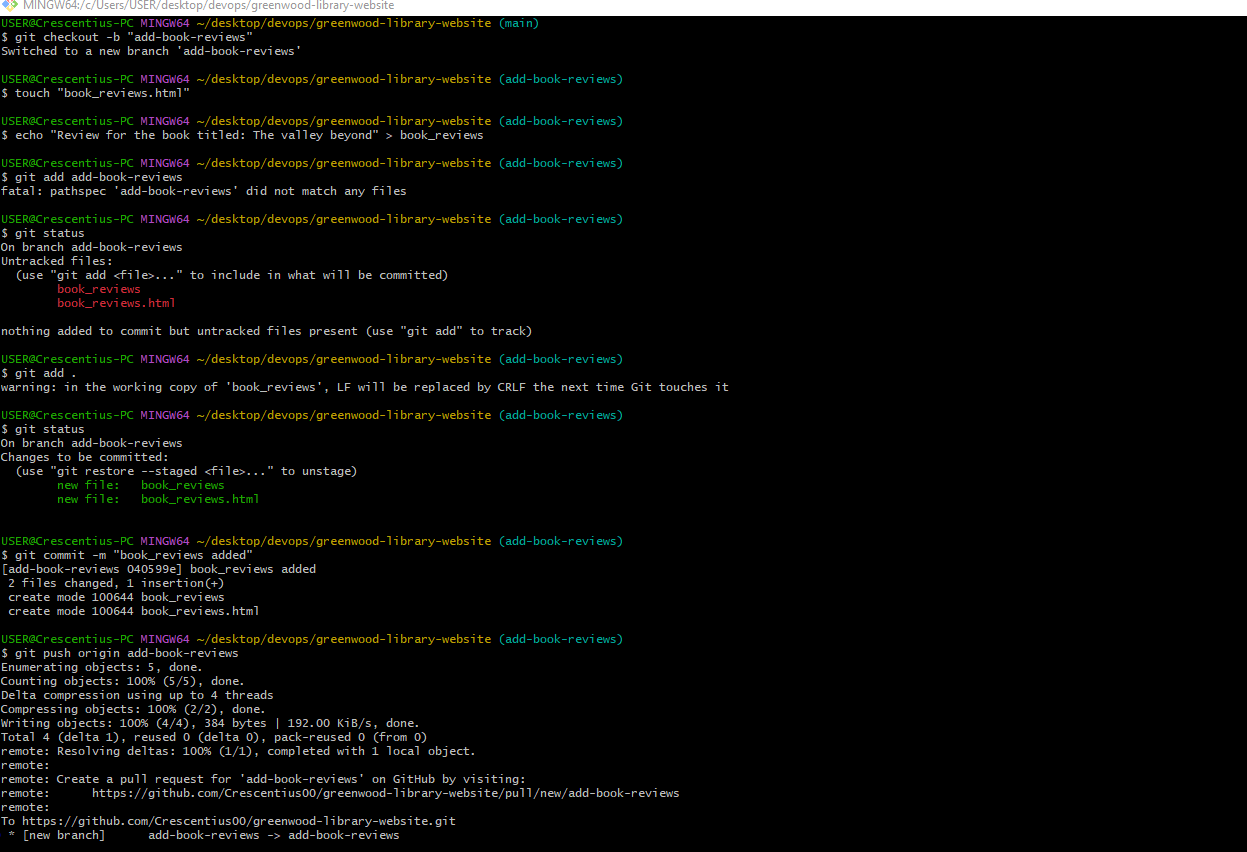 MINGW64:/c/Users/USER/desktop/devops/greenwood-library-website
USER@Crescentius-PC MINGW64 ~/desktop/devops/greenwood-library-website (main)
$ git checkout -b "add-book-reviews"
Switched to a new branch 'add-book-reviews'
USER@Crescentius-PC MINGW64 ~/desktop/devops/greenwood-library-website (add-book-reviews)
$ touch "book_reviews.html"
USER@Crescentius-PC MINGW64 ~/desktop/devops/greenwood-library-website (add-book-reviews)
$ echo "Review for the book titled: The valley beyond" > book_reviews
USER@Crescentius-PC MINGW64 ~/desktop/devops/greenwood-library-website (add-book-reviews)
$ git add add-book-reviews
fatal: pathspec 'add-book-reviews' did not match any files
USER@Crescentius-PC MINGW64 ~/desktop/devops/greenwood-library-website (add-book-reviews)
$ git status
On branch add-book-reviews
Untracked files:
  (use "git add <file>..." to include in what will be committed)
        book_reviews
        book_reviews.html
nothing added to commit but untracked files present (use "git add" to track)
USER@Crescentius-PC MINGW64 ~/desktop/devops/greenwood-library-website (add-book-reviews)
$ git add .
warning: in the working copy of 'book_reviews', LF will be replaced by CRLF the next time Git touches it
USER@Crescentius-PC MINGW64 ~/desktop/devops/greenwood-library-website (add-book-reviews)
$ git status
On branch add-book-reviews
Changes to be committed:
  (use "git restore --staged <file>..." to unstage)
        new file:   book_reviews
        new file:   book_reviews.html
USER@Crescentius-PC MINGW64 ~/desktop/devops/greenwood-library-website (add-book-reviews)
$ git commit -m "book_reviews added"
[add-book-reviews 040599e] book_reviews added
 2 files changed, 1 insertion(+)
 create mode 100644 book_reviews
 create mode 100644 book_reviews.html
USER@Crescentius-PC MINGW64 ~/desktop/devops/greenwood-library-website (add-book-reviews)
$ git push origin add-book-reviews
Enumerating objects: 5, done.
Counting objects: 100% (5/5), done.
Delta compression using up to 4 threads
Compressing objects: 100% (2/2), done.
Writing objects: 100% (4/4), 384 bytes | 192.00 KiB/s, done.
Total 4 (delta 1), reused 0 (delta 0), pack-reused 0 (from 0)
remote: Resolving deltas: 100% (1/1), completed with 1 local object.
remote:
remote: Create a pull request for 'add-book-reviews' on GitHub by visiting:
remote:      https://github.com/Crescentius00/greenwood-library-website/pull/new/add-book-reviews
remote:
To https://github.com/Crescentius00/greenwood-library-website.git
 * [new branch]      add-book-reviews -> add-book-reviews